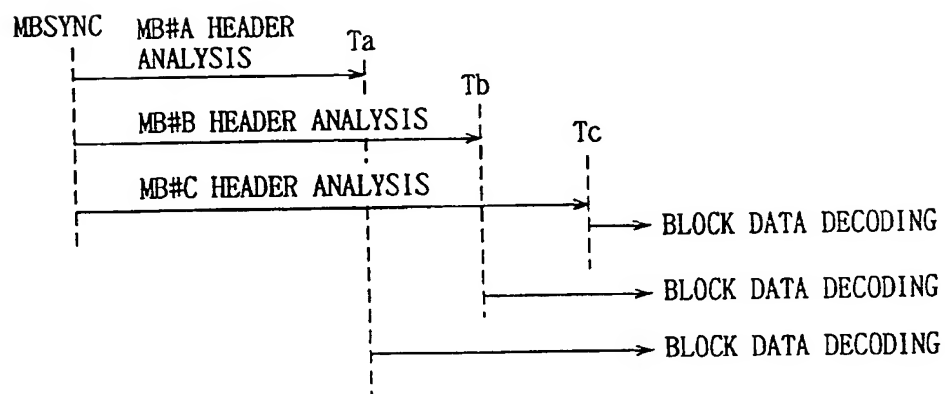 MBSYNC
MB#A HEADER
ANALYSIS
Ta
Tb
MB#B HEADER ANALYSIS
Tc
MB#C HEADER ANALYSIS
BLOCK DATA DECODING
BLOCK DATA DECODING
BLOCK DATA DECODING